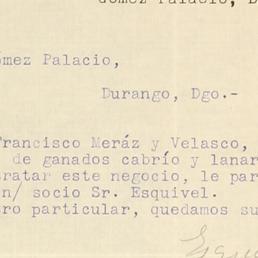 Gómez Palacio, D
ómez Palacio,
Durango, Dgo.-
Francisco Meráz y Velasco,
de ganados cabrío y lanar
tratar este negocio, le par
n/ socio Sr. Esquivel.
ro particular, quedamos su